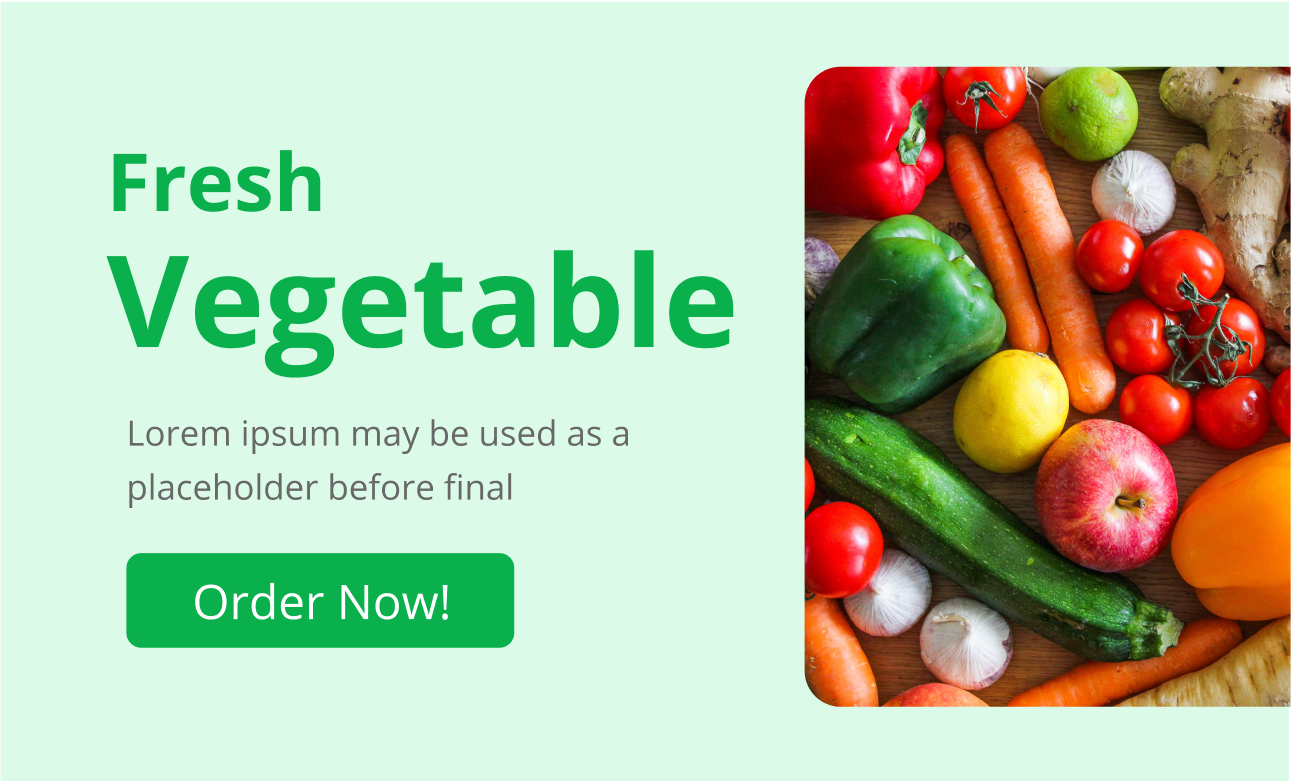 Fresh
Vegetable
Lorem ipsum may be used as a
placeholder before final
Order Now!